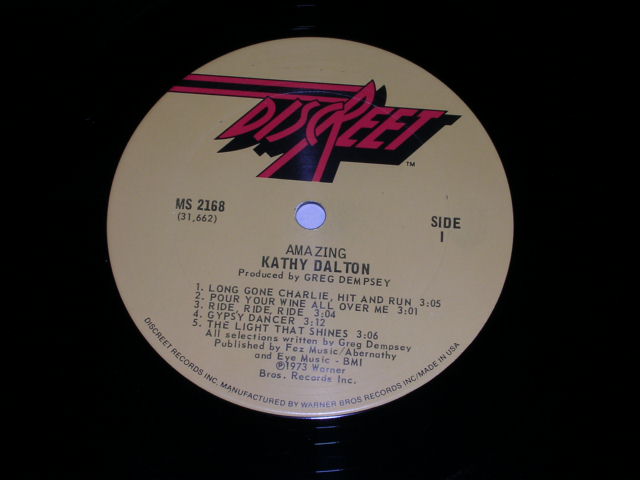 DISCREET
TM
MS 2168
(31,662)
SIDE
1
AMAZING
KATHY DALTON
Produced by GREG DEMPSEY
1. LONG GONE CHARLIE, HIT AND RUN 3:05
2. POUR YOUR WINE ALL OVER ME 3:01
3. RIDE, RIDE, RIDE 3:04
4. GYPSY DANCER 3:12
5. THE LIGHT THAT SHINES 3:06
All selections written by Greg Dempsey
Published by Fez Music/Abernathy
and Eye Music - BMI
℗1973 Warner
Bros. Records Inc.
DISCREET RECORDS INC. MANUFACTURED BY WARNER BROS RECORDS INC/MADE IN USA